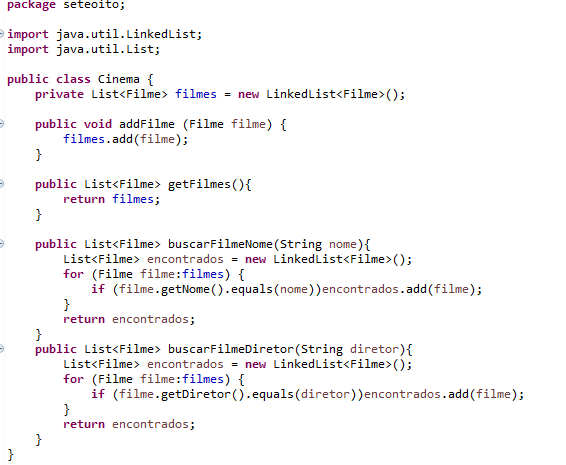 package seteoito;
import java.util.LinkedList;
import java.util.List;
public class Cinema {
    private List<Filme> filmes = new LinkedList<Filme>();
    public void addFilme (Filme filme) {
        filmes.add(filme);
    }
    public List<Filme> getFilmes(){
        return filmes;
    }
    public List<Filme> buscarFilmeNome(String nome){
        List<Filme> encontrados = new LinkedList<Filme>();
        for (Filme filme:filmes) {
            if (filme.getNome().equals(nome))encontrados.add(filme);
        }
        return encontrados;
    }
    public List<Filme> buscarFilmeDiretor(String diretor){
        List<Filme> encontrados = new LinkedList<Filme>();
        for (Filme filme:filmes) {
            if (filme.getDiretor().equals(diretor))encontrados.add(filme);
        }
        return encontrados;
    }
}